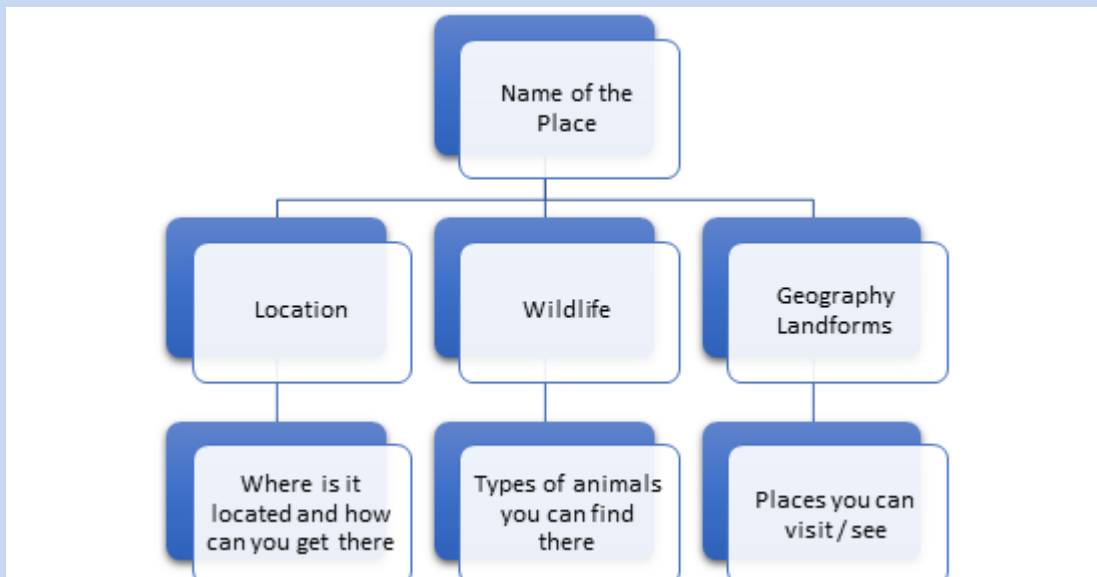 Name of the
Place
Location
Wildlife
Geography
Landforms
Where is it
located and how
can you get there
Types of animals
you can find
there
Places you can
visit / see